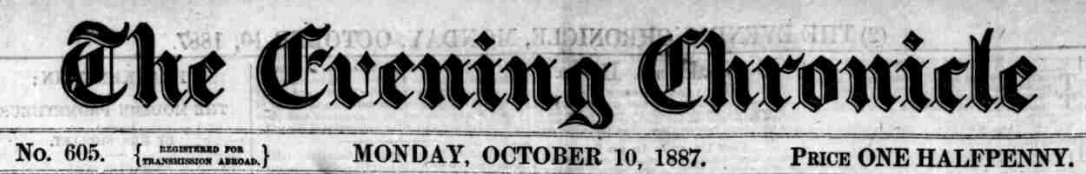 The Evening Chronicle
No. 605. {REGISTERED FOR TRANSMISSION ABROAD.} MONDAY, OCTOBER 10, 1887. PRICE ONE HALFPENNY.